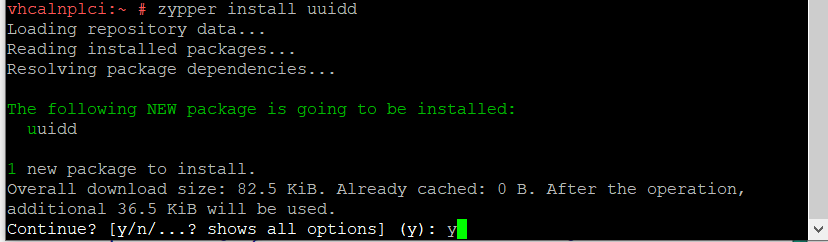 vhcalnplci:~ # zypper install uuidd
Loading repository data...
Reading installed packages...
Resolving package dependencies...
The following NEW package is going to be installed:
uuidd
1 new package to install.
Overall download size: 82.5 KiB. Already cached: 0 B. After the operation,
additional 36.5 KiB will be used.
Continue? [y/n/...? shows all options] (y): y